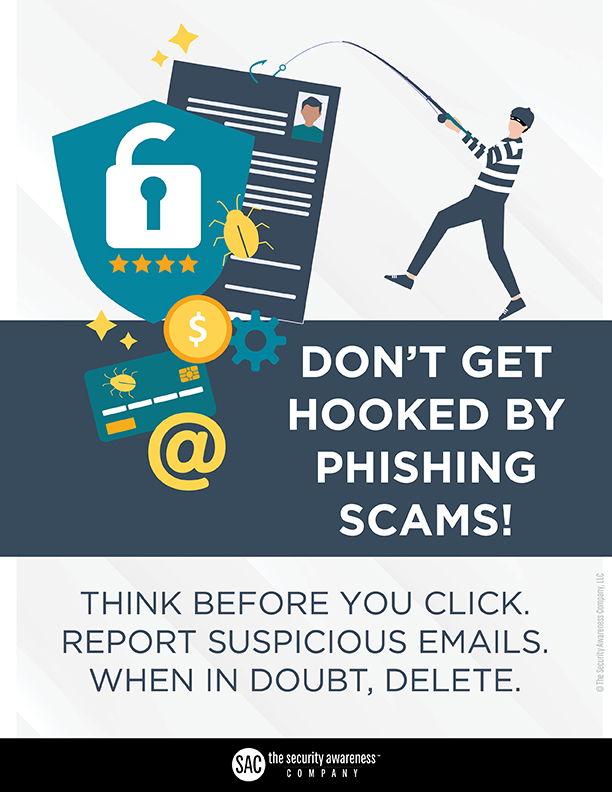 $
@
DON'T GET
HOOKED BY
PHISHING
SCAMS!
THINK BEFORE YOU CLICK.
REPORT SUSPICIOUS EMAILS.
WHEN IN DOUBT, DELETE.
© The Security Awareness Company, LLC
SAC the security awareness™
COMPANY